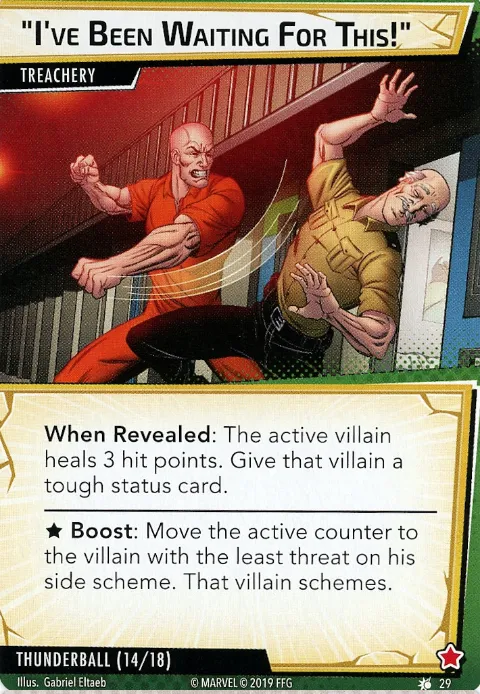 "I've Been Waiting For This!"
TREACHERY
When Revealed: The active villain
heals 3 hit points. Give that villain a
tough status card.
★ Boost: Move the active counter to
the villain with the least threat on his
side scheme. That villain schemes.
THUNDERBALL (14/18)
Illus. Gabriel Eltaeb
© MARVEL © 2019 FFG
29